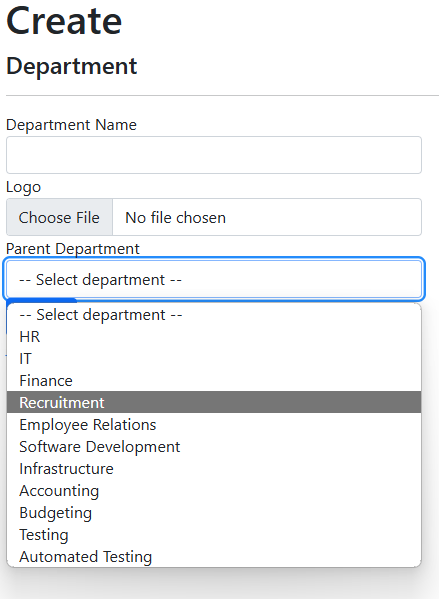 Create
Department
Department Name
Logo
Choose File No file chosen
Parent Department
-- Select department --
-- Select department --
HR
IT
Finance
Recruitment
Employee Relations
Software Development
Infrastructure
Accounting
Budgeting
Testing
Automated Testing